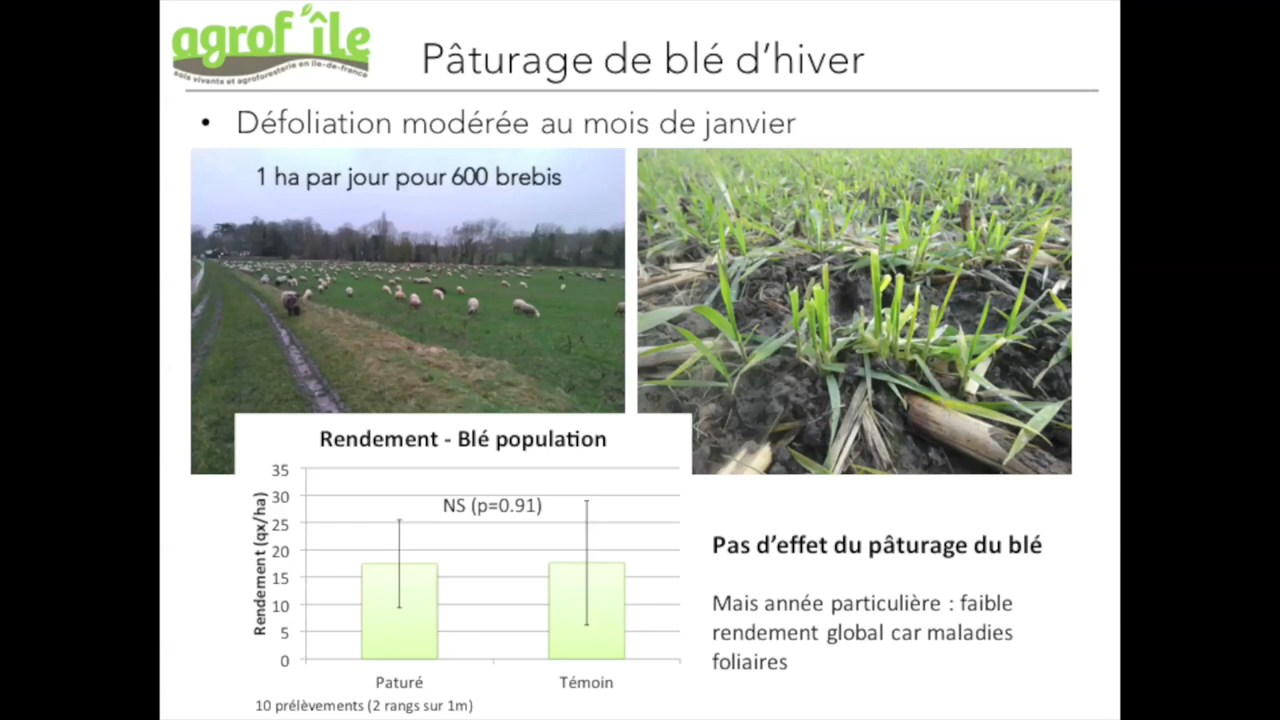 agrof'île
sols vivants et agroforesterie en île-de-france
Pâturage de blé d'hiver
• Défoliation modérée au mois de janvier
1 ha par jour pour 600 brebis
Rendement - Blé population
Rendement (qx/ha)
35
30
25
20
15
10
5
0
NS (p=0.91)
Paturé
Témoin
10 prélèvements (2 rangs sur 1m)
Pas d'effet du pâturage du blé
Mais année particulière : faible
rendement global car maladies
foliaires